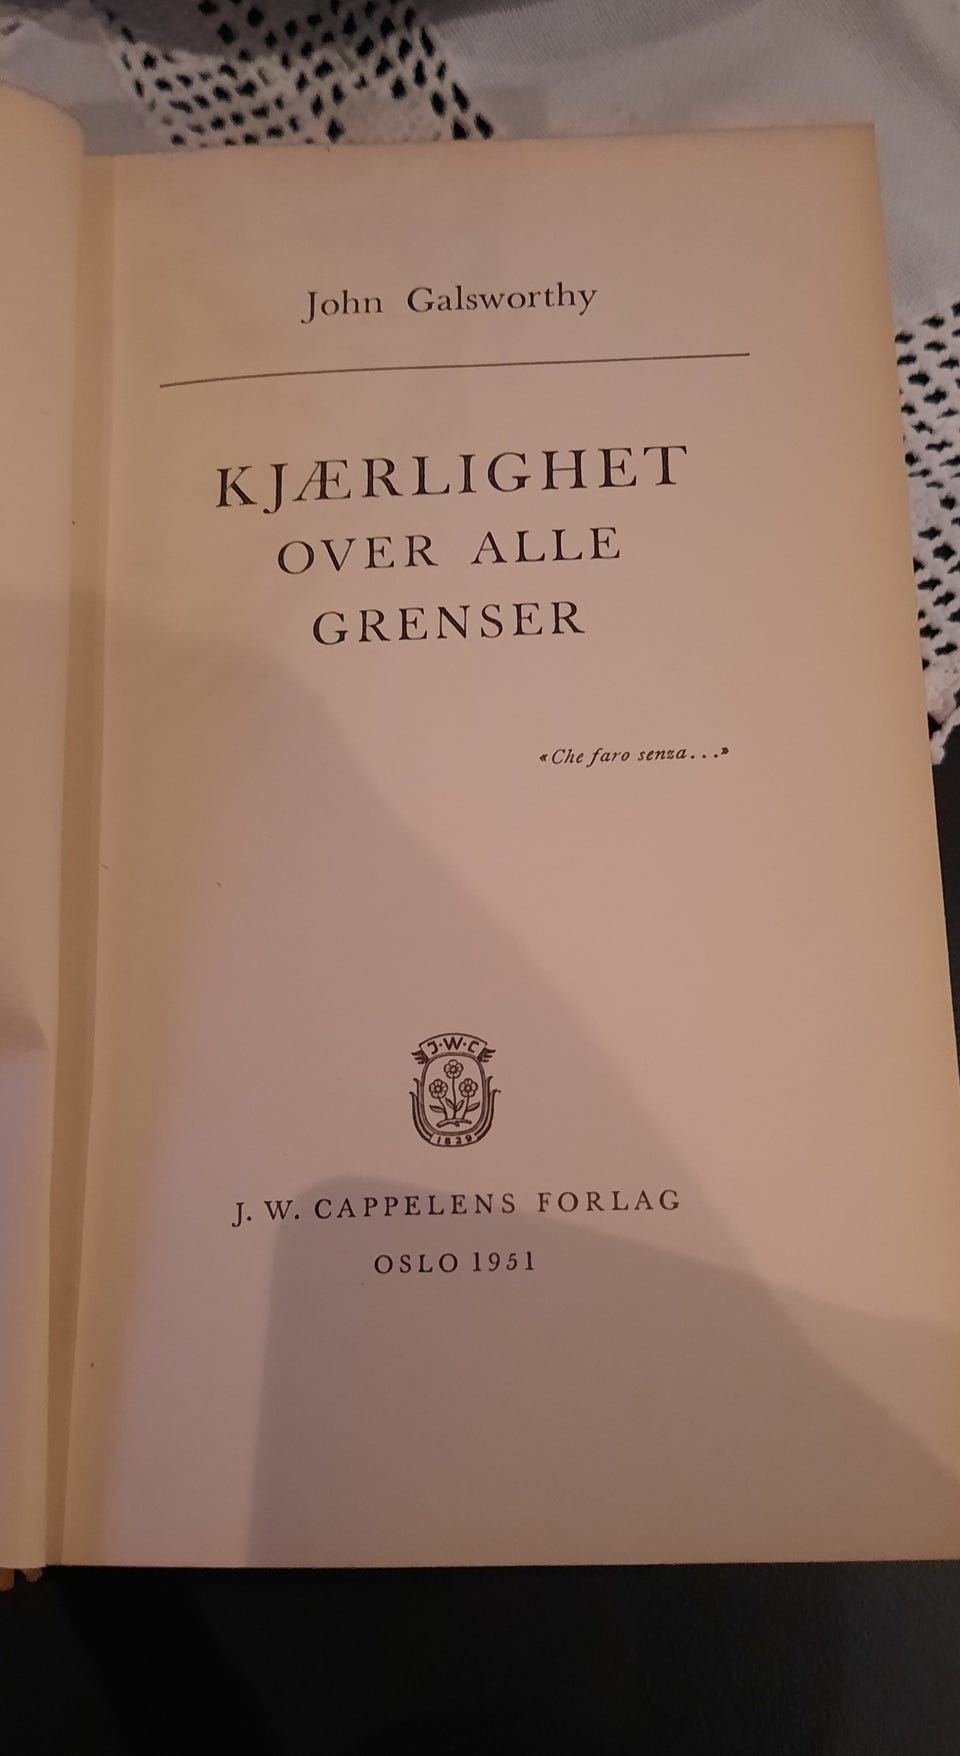 John Galsworthy
KJÆRLIGHET
OVER ALLE
GRENSER
«Che faro senza...»
J·W·C
1829
J. W. CAPPELENS FORLAG
OSLO 1951